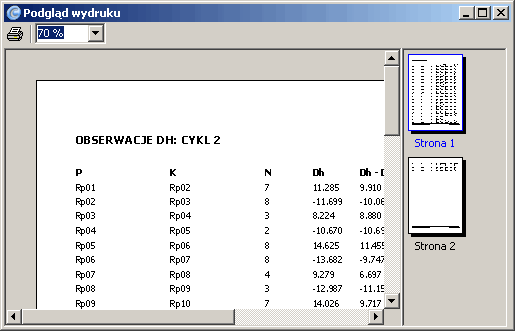 Podgląd wydruku
70 %
OBSERWACJE DH: CYKL 2
P K N Dh Dh - D
Rp01 Rp02 7 11.285 9.910
Rp02 Rp03 8 -11.699 -10.06
Rp03 Rp04 3 8.224 8.880
Rp04 Rp05 2 -10.670 -10.69
Rp05 Rp06 8 14.625 11.455
Rp06 Rp07 8 -13.682 -9.747
Rp07 Rp08 4 9.279 6.697
Rp08 Rp09 3 -12.987 -11.15
Rp09 Rp10 7 14.026 9.717
Strona 1
Strona 2